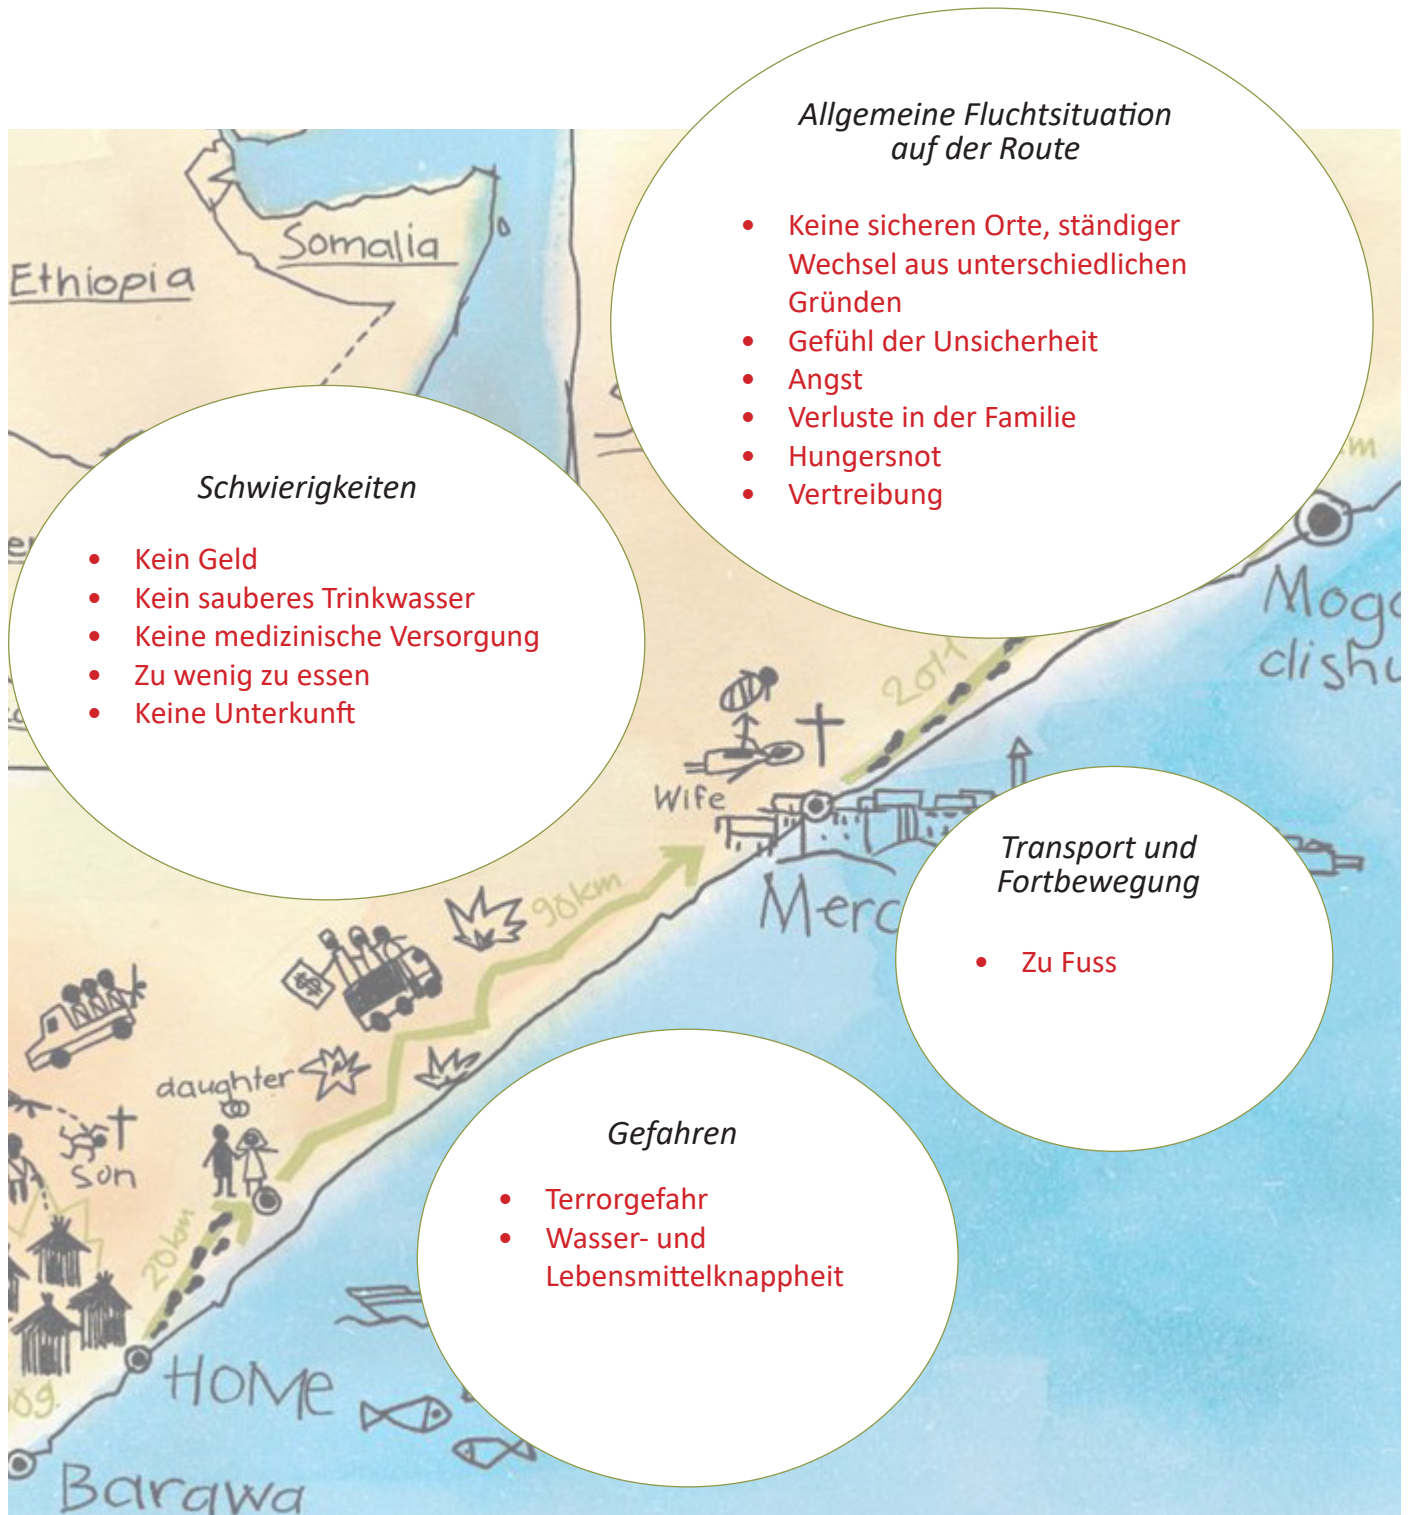 Allgemeine Fluchtsituation
auf der Route
• Keine sicheren Orte, ständiger
Wechsel aus unterschiedlichen
Gründen
• Gefühl der Unsicherheit
• Angst
• Verluste in der Familie
• Hungersnot
• Vertreibung
Somalia
Ethiopia
Schwierigkeiten
• Kein Geld
• Kein sauberes Trinkwasser
• Keine medizinische Versorgung
• Zu wenig zu essen
• Keine Unterkunft
Moga
dishu
2011
Wife
Merc
90km
$
Transport und
Fortbewegung
• Zu Fuss
daughter
Son
20km
Gefahren
• Terrorgefahr
• Wasser- und
Lebensmittelknappheit
HOME
Barawa